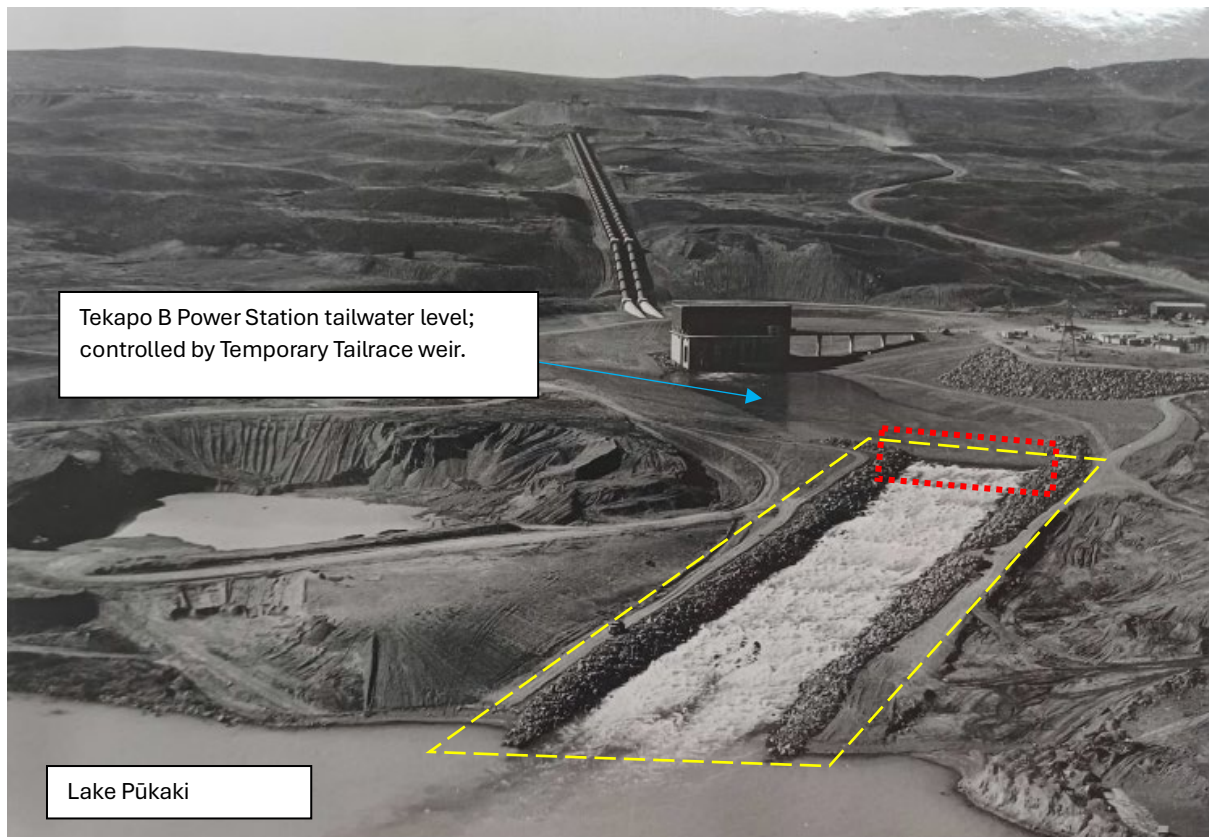 Tekapo B Power Station tailwater level;
controlled by Temporary Tailrace weir.
Lake Pūkaki